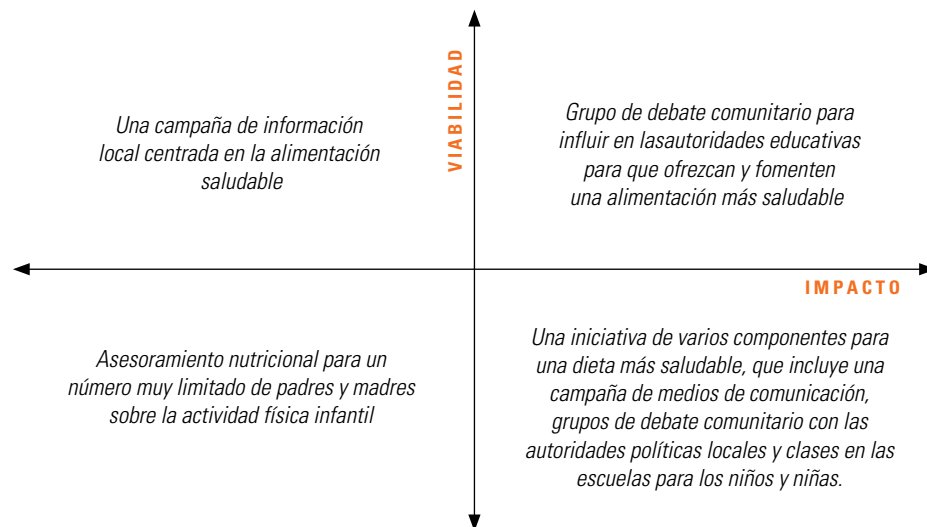 VIABILIDAD
Una campaña de información
local centrada en la alimentación
saludable
Grupo de debate comunitario para
influir en lasautoridades educativas
para que ofrezcan y fomenten
una alimentación más saludable
IMPACTO
Asesoramiento nutricional para un
número muy limitado de padres y madres
sobre la actividad física infantil
Una iniciativa de varios componentes para
una dieta más saludable, que incluye una
campaña de medios de comunicación,
grupos de debate comunitario con las
autoridades políticas locales y clases en las
escuelas para los niños y niñas.